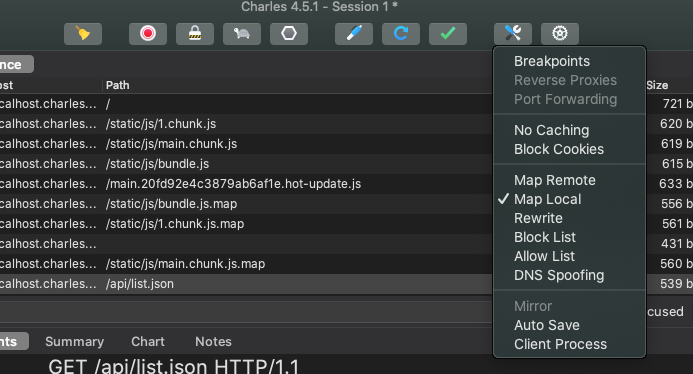 Charles 4.5.1 - Session 1 *
nce
ost Path Size
calhost.charles... / 721 b
calhost.charles... /static/js/1.chunk.js 620 b
calhost.charles... /static/js/main.chunk.js 619 b
calhost.charles... /static/js/bundle.js 615 b
calhost.charles... /main.20fd92e4c3879ab6af1e.hot-update.js 633 b
calhost.charles... /static/js/bundle.js.map 556 b
calhost.charles... /static/js/1.chunk.js.map 561 b
calhost.charles... 431 b
calhost.charles... /static/js/main.chunk.js.map 560 b
calhost.charles... /api/list.json 539 b
cused
nts Summary Chart Notes
GET /api/list.json HTTP/1.1
Breakpoints
Reverse Proxies
Port Forwarding
No Caching
Block Cookies
Map Remote
✓ Map Local
Rewrite
Block List
Allow List
DNS Spoofing
Mirror
Auto Save
Client Process